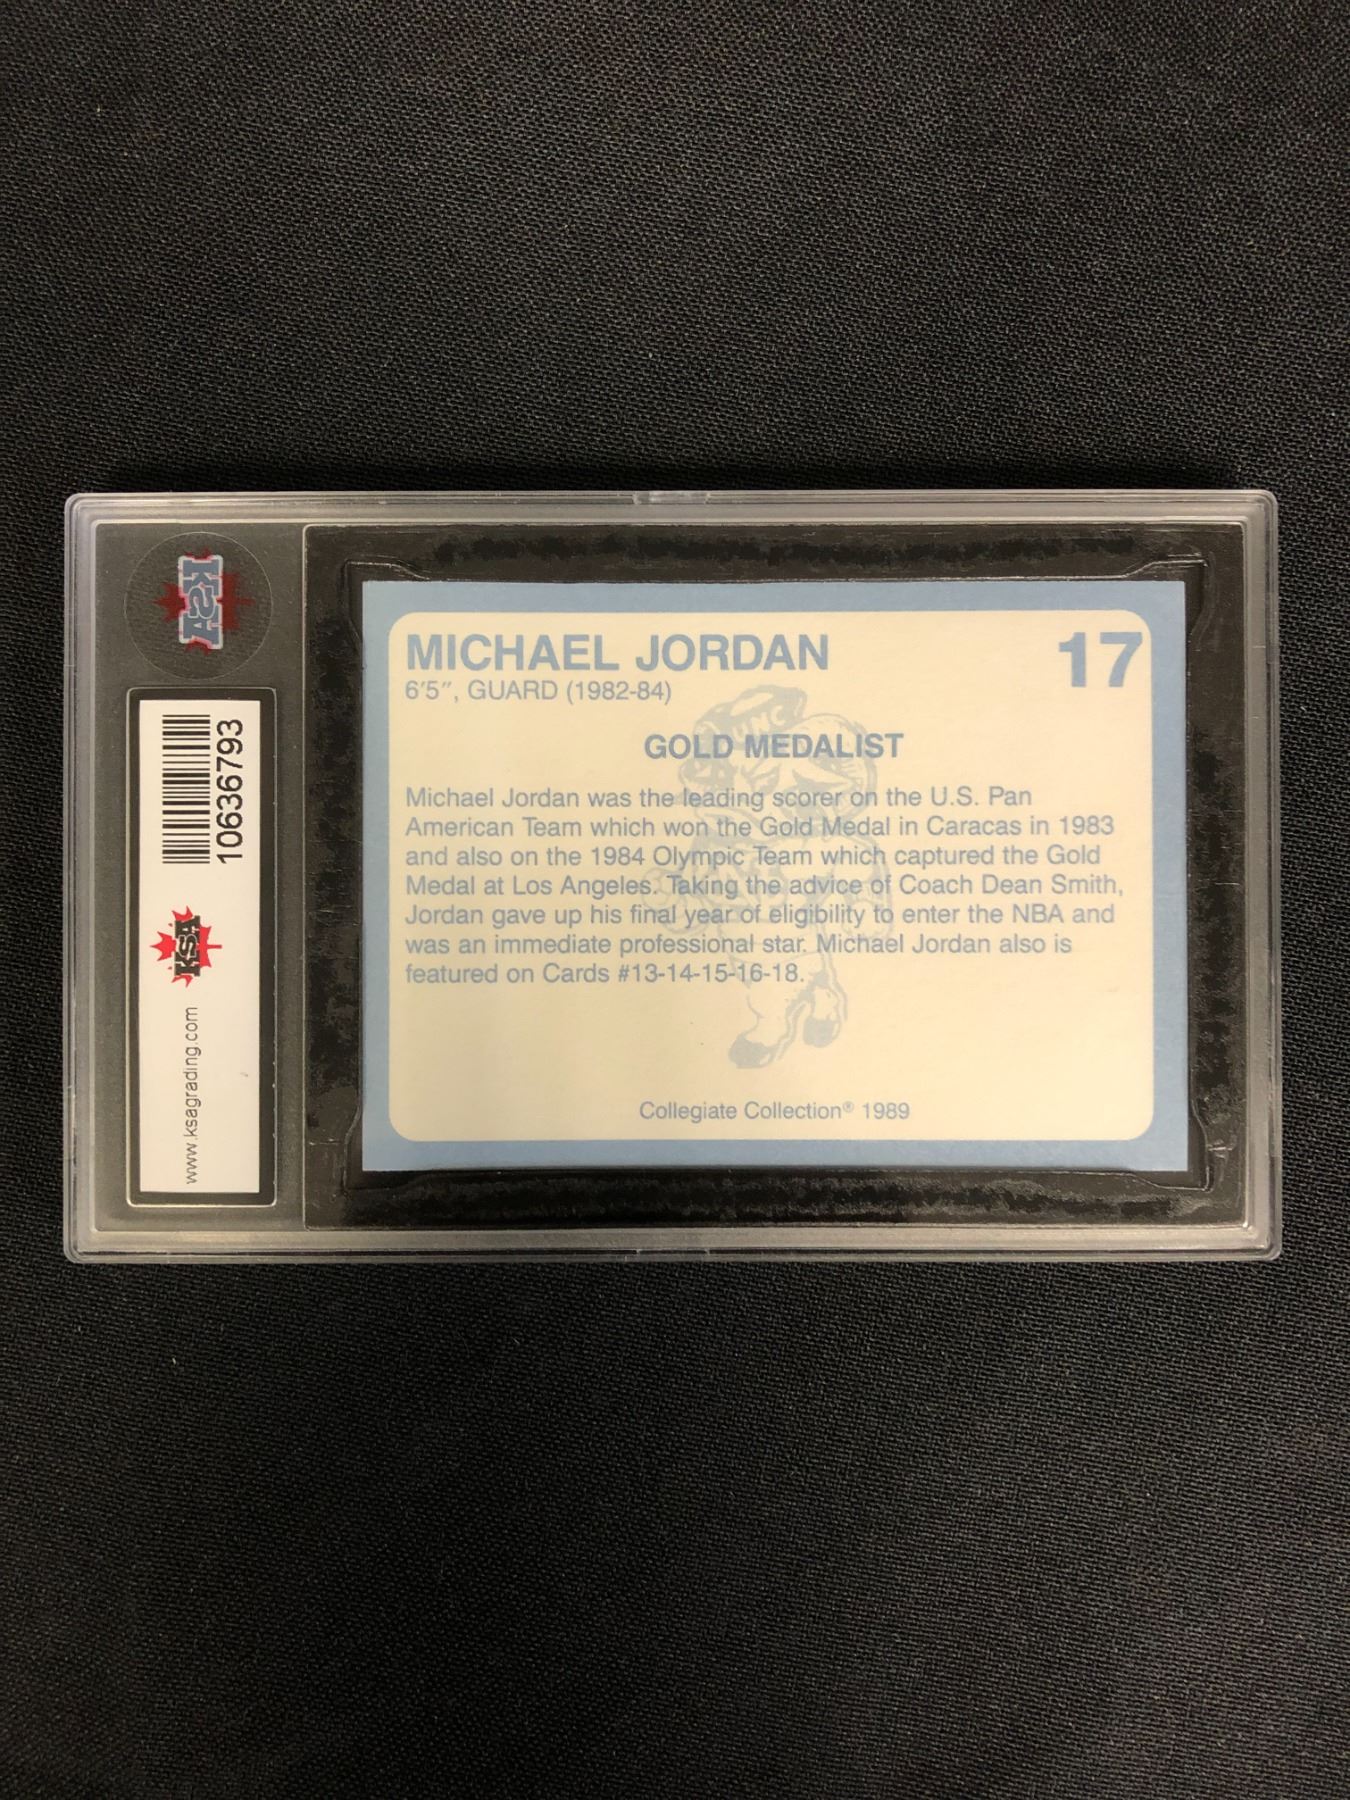 KSA
10636793
KSA
www.ksagrading.com
MICHAEL JORDAN
17
6'5", GUARD (1982-84)
UNC
GOLD MEDALIST
Michael Jordan was the leading scorer on the U.S. Pan
American Team which won the Gold Medal in Caracas in 1983
and also on the 1984 Olympic Team which captured the Gold
Medal at Los Angeles. Taking the advice of Coach Dean Smith,
Jordan gave up his final year of eligibility to enter the NBA and
was an immediate professional star. Michael Jordan also is
featured on Cards #13-14-15-16-18.
Collegiate Collection® 1989